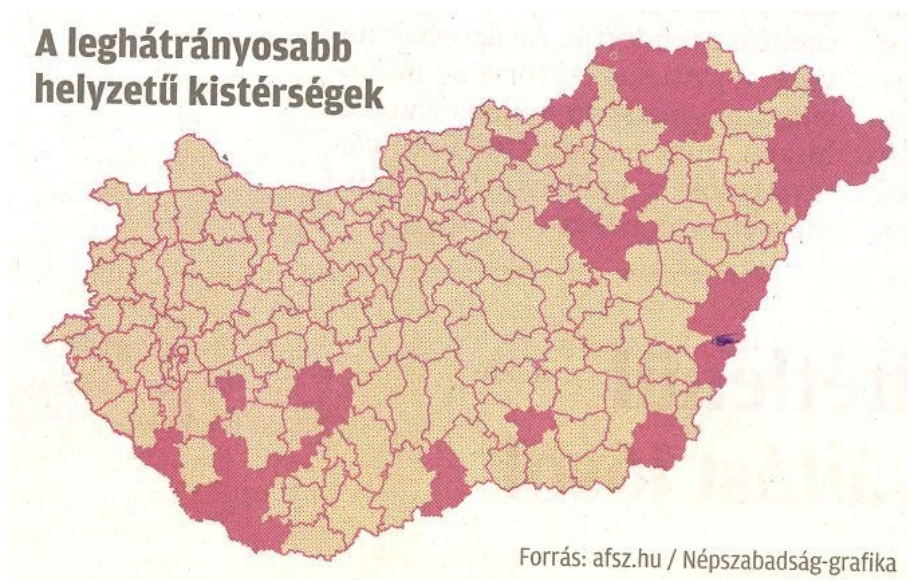 A leghátrányosabb
helyzetű kistérségek
Forrás: afsz.hu / Népszabadság-grafika